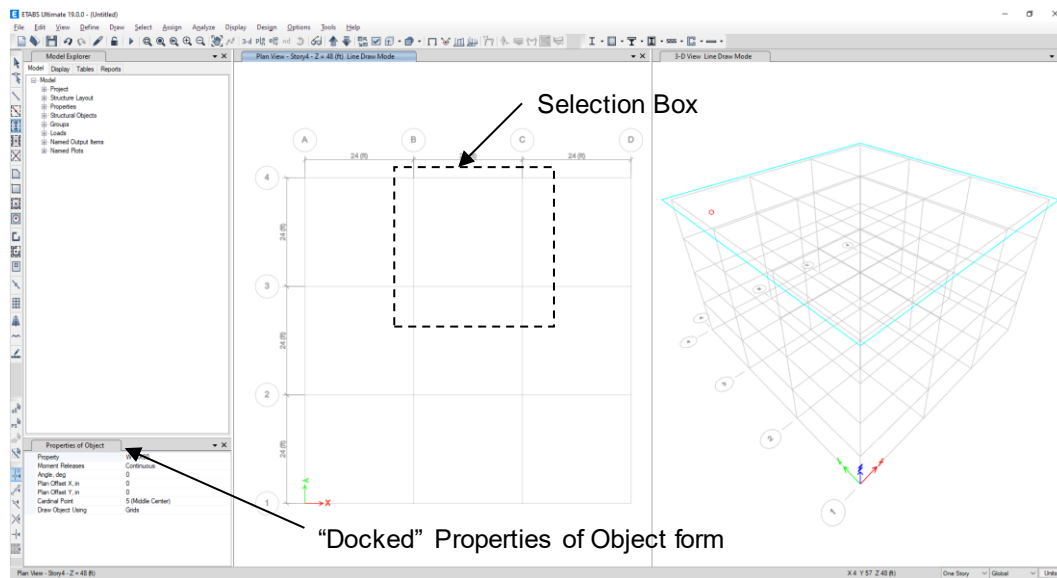 ETABS Ultimate 19.0.0 - (Untitled)
File Edit View Define Draw Select Assign Analyze Display Design Options Tools Help
Model Explorer
Plan View - Story4 - Z = 48 (ft) Line Draw Mode
3-D View Line Draw Mode
Model Display Tables Reports
Model
Project
Structure Layout
Properties
Structural Objects
Groups
Loads
Named Output Items
Named Plots
Selection Box
A B C D
24 (ft) 24 (ft)
4
24 (ft)
3
24 (ft)
2
24 (ft)
1
Y
X
Properties of Object
Property
Moment Releases Continuous
Angle, deg 0
Plan Offset X, in 0
Plan Offset Y, in 0
Cardinal Point 5 (Middle Center)
Draw Object Using Grids
“Docked” Properties of Object form
Plan View - Story4 - Z = 48 (ft)
X 4 Y 57 Z 48 (ft)
One Story
Global
Units